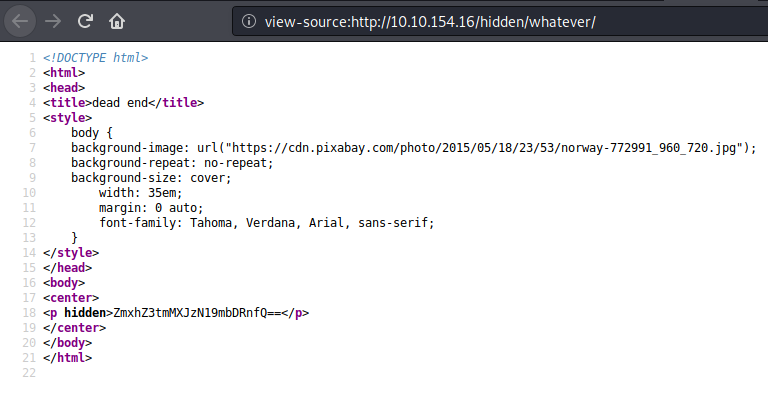 view-source:http://10.10.154.16/hidden/whatever/
1 <!DOCTYPE html>
2 <html>
3 <head>
4 <title>dead end</title>
5 <style>
6 body {
7 background-image: url("https://cdn.pixabay.com/photo/2015/05/18/23/53/norway-772991_960_720.jpg");
8 background-repeat: no-repeat;
9 background-size: cover;
10 width: 35em;
11 margin: 0 auto;
12 font-family: Tahoma, Verdana, Arial, sans-serif;
13 }
14 </style>
15 </head>
16 <body>
17 <center>
18 <p hidden>ZmxhZ3tmMXJzN19mbDRnfQ==</p>
19 </center>
20 </body>
21 </html>
22